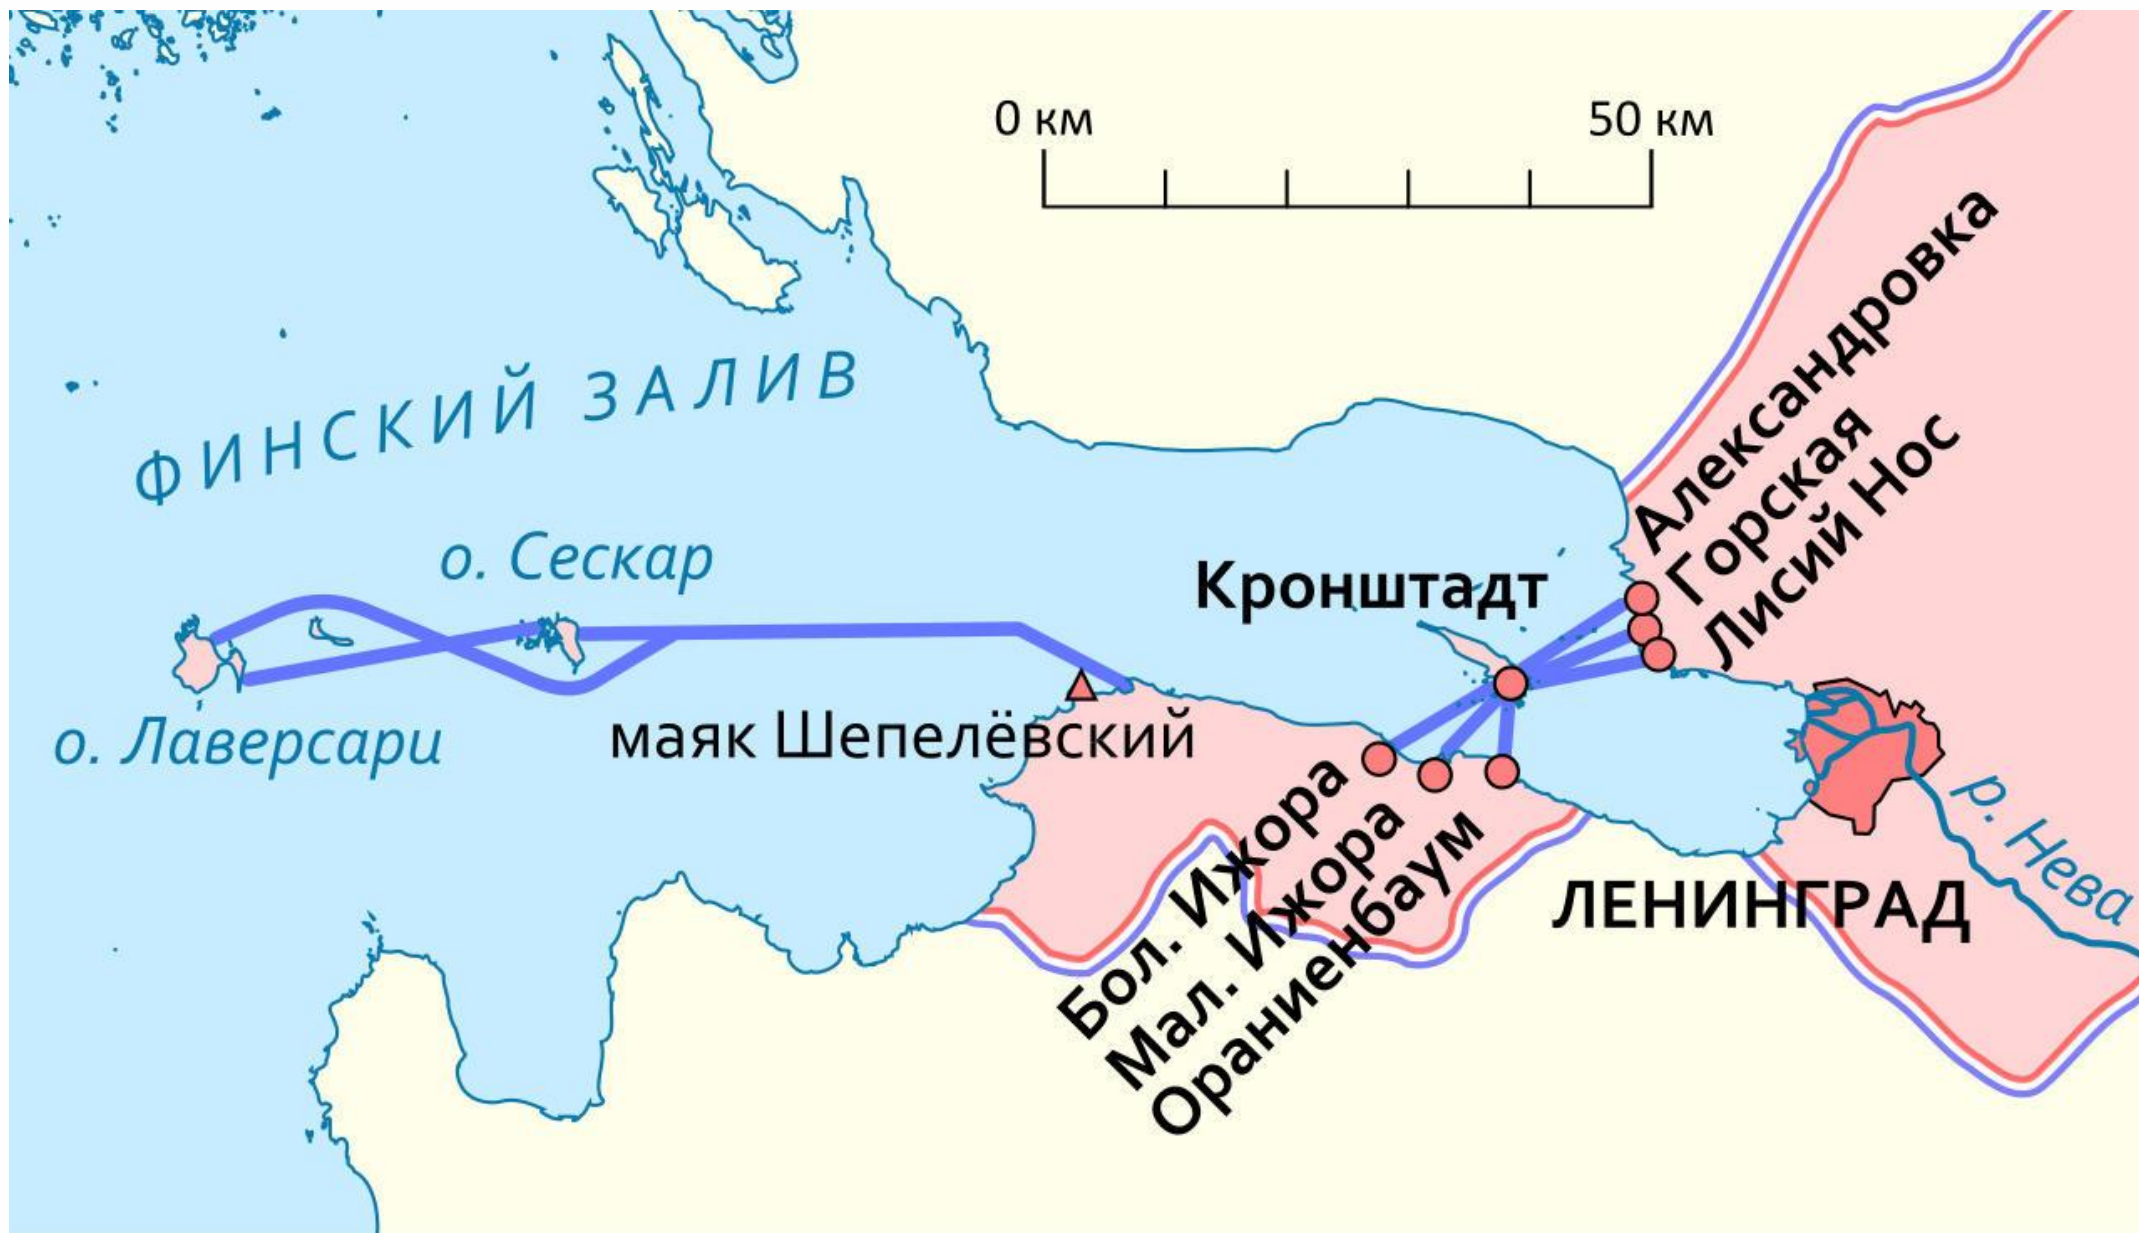 0 км
50 км
ФИНСКИЙ ЗАЛИВ
Александровка
Горская
Лисий Нос
о. Сескар
Кронштадт
о. Лаверсари
маяк Шепелёвский
Бол. Ижора
Мал. Ижора
Ораниенбаум
ЛЕНИНГРАД
р. Нева